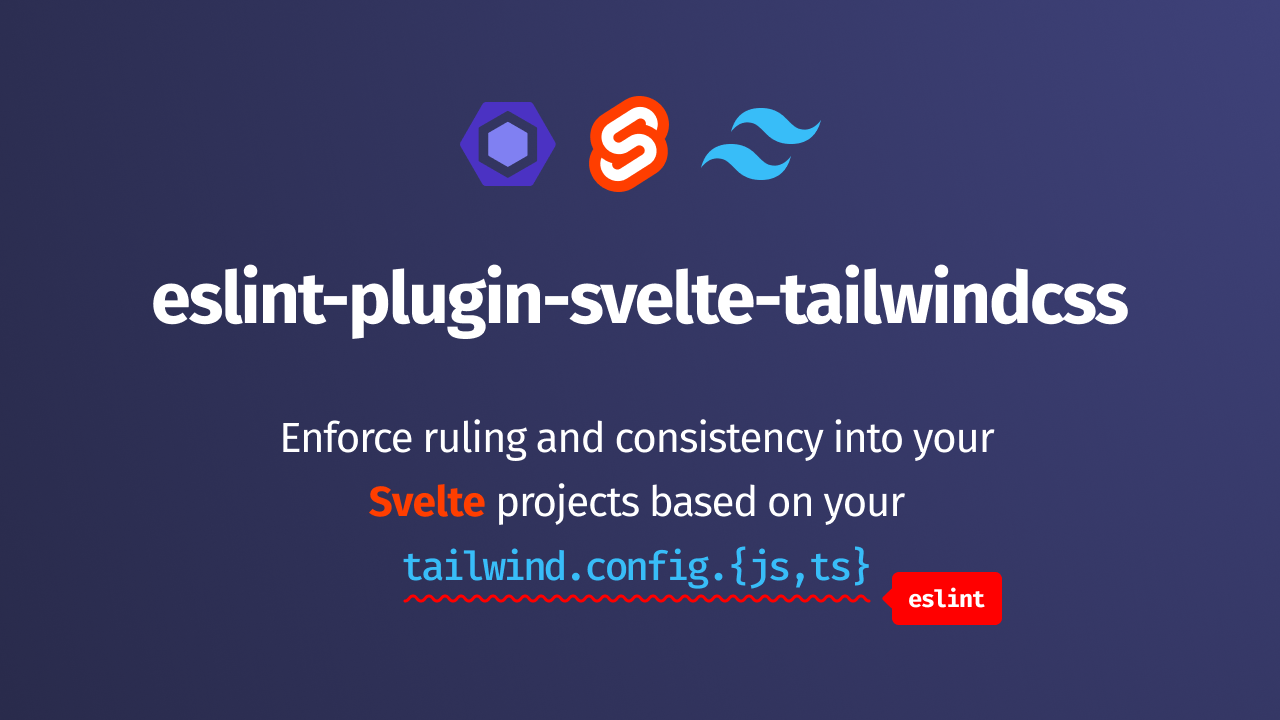 eslint-plugin-svelte-tailwindcss
Enforce ruling and consistency into your
Svelte projects based on your
tailwind.config.{js,ts}
eslint